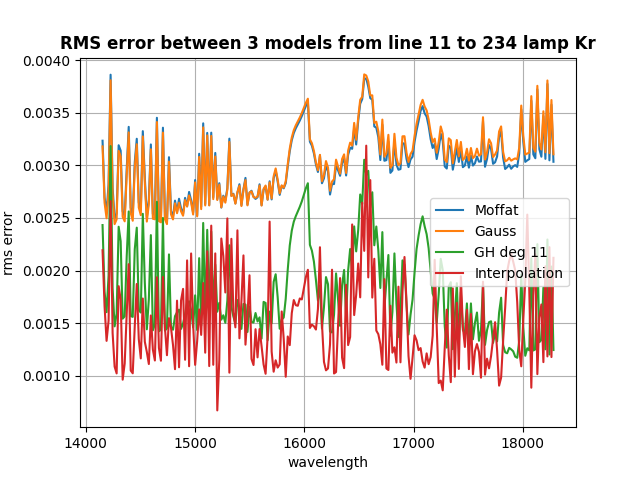 RMS error between 3 models from line 11 to 234 lamp Kr
0.0040
0.0035
0.0030
0.0025
0.0020
0.0015
0.0010
rms error
Moffat
Gauss
GH deg 11
Interpolation
14000 15000 16000 17000 18000
wavelength